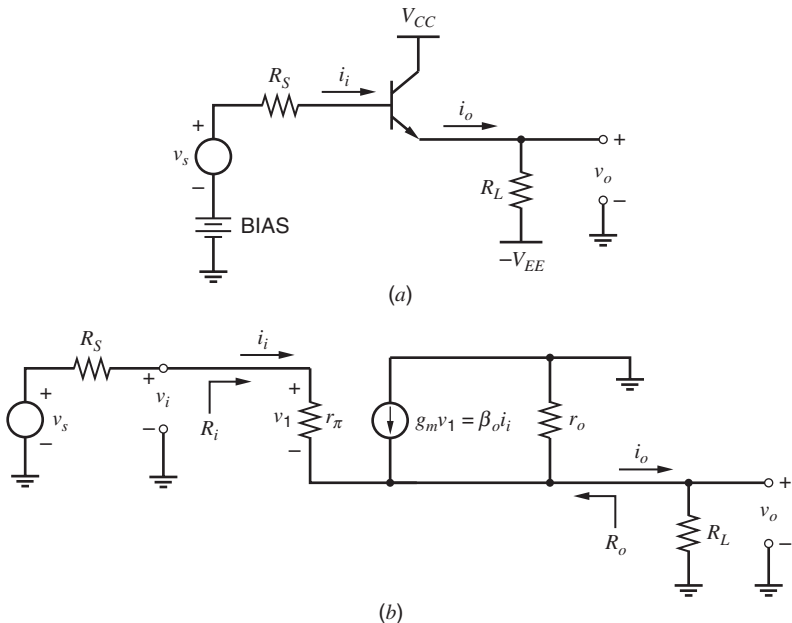 V_CC
R_S
i_i
i_o
+
+
v_s
v_o
−
R_L
−
BIAS
−V_EE
(a)
R_S
i_i
+
+
+
v_i
v_s
v_1
r_π
g_m v_1 = β_o i_i
r_o
−
−
−
R_i
i_o
+
v_o
R_o
R_L
−
(b)